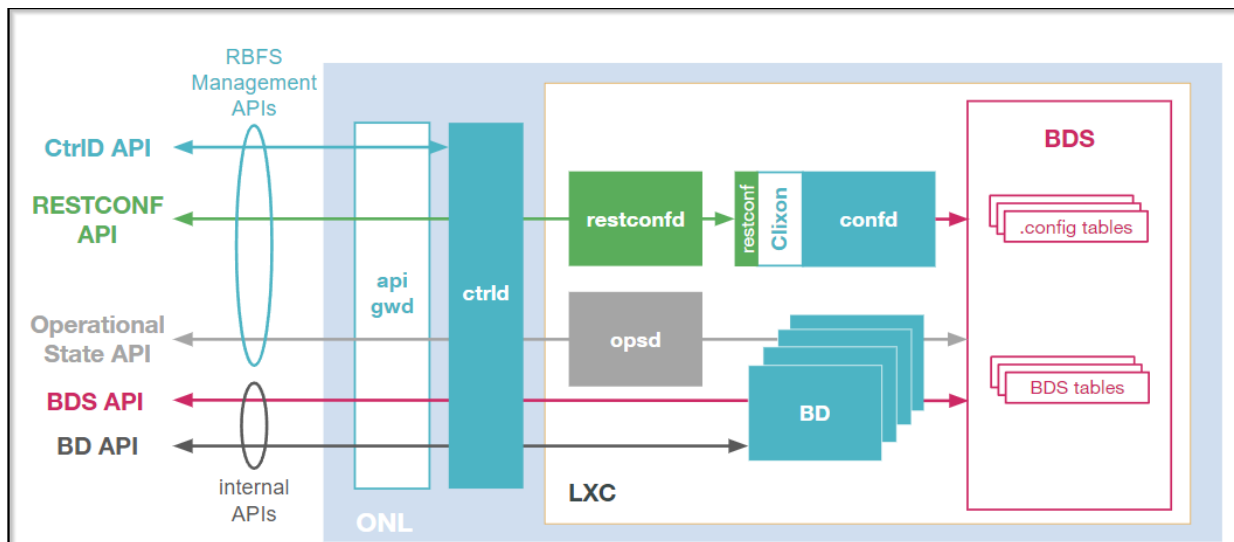 RBFS
Management
APIs
CtrlD API
RESTCONF
API
Operational
State API
BDS API
BD API
internal
APIs
api
gwd
ctrld
ONL
restconfd
restconf
Clixon
confd
opsd
BD
LXC
BDS
.config tables
BDS tables